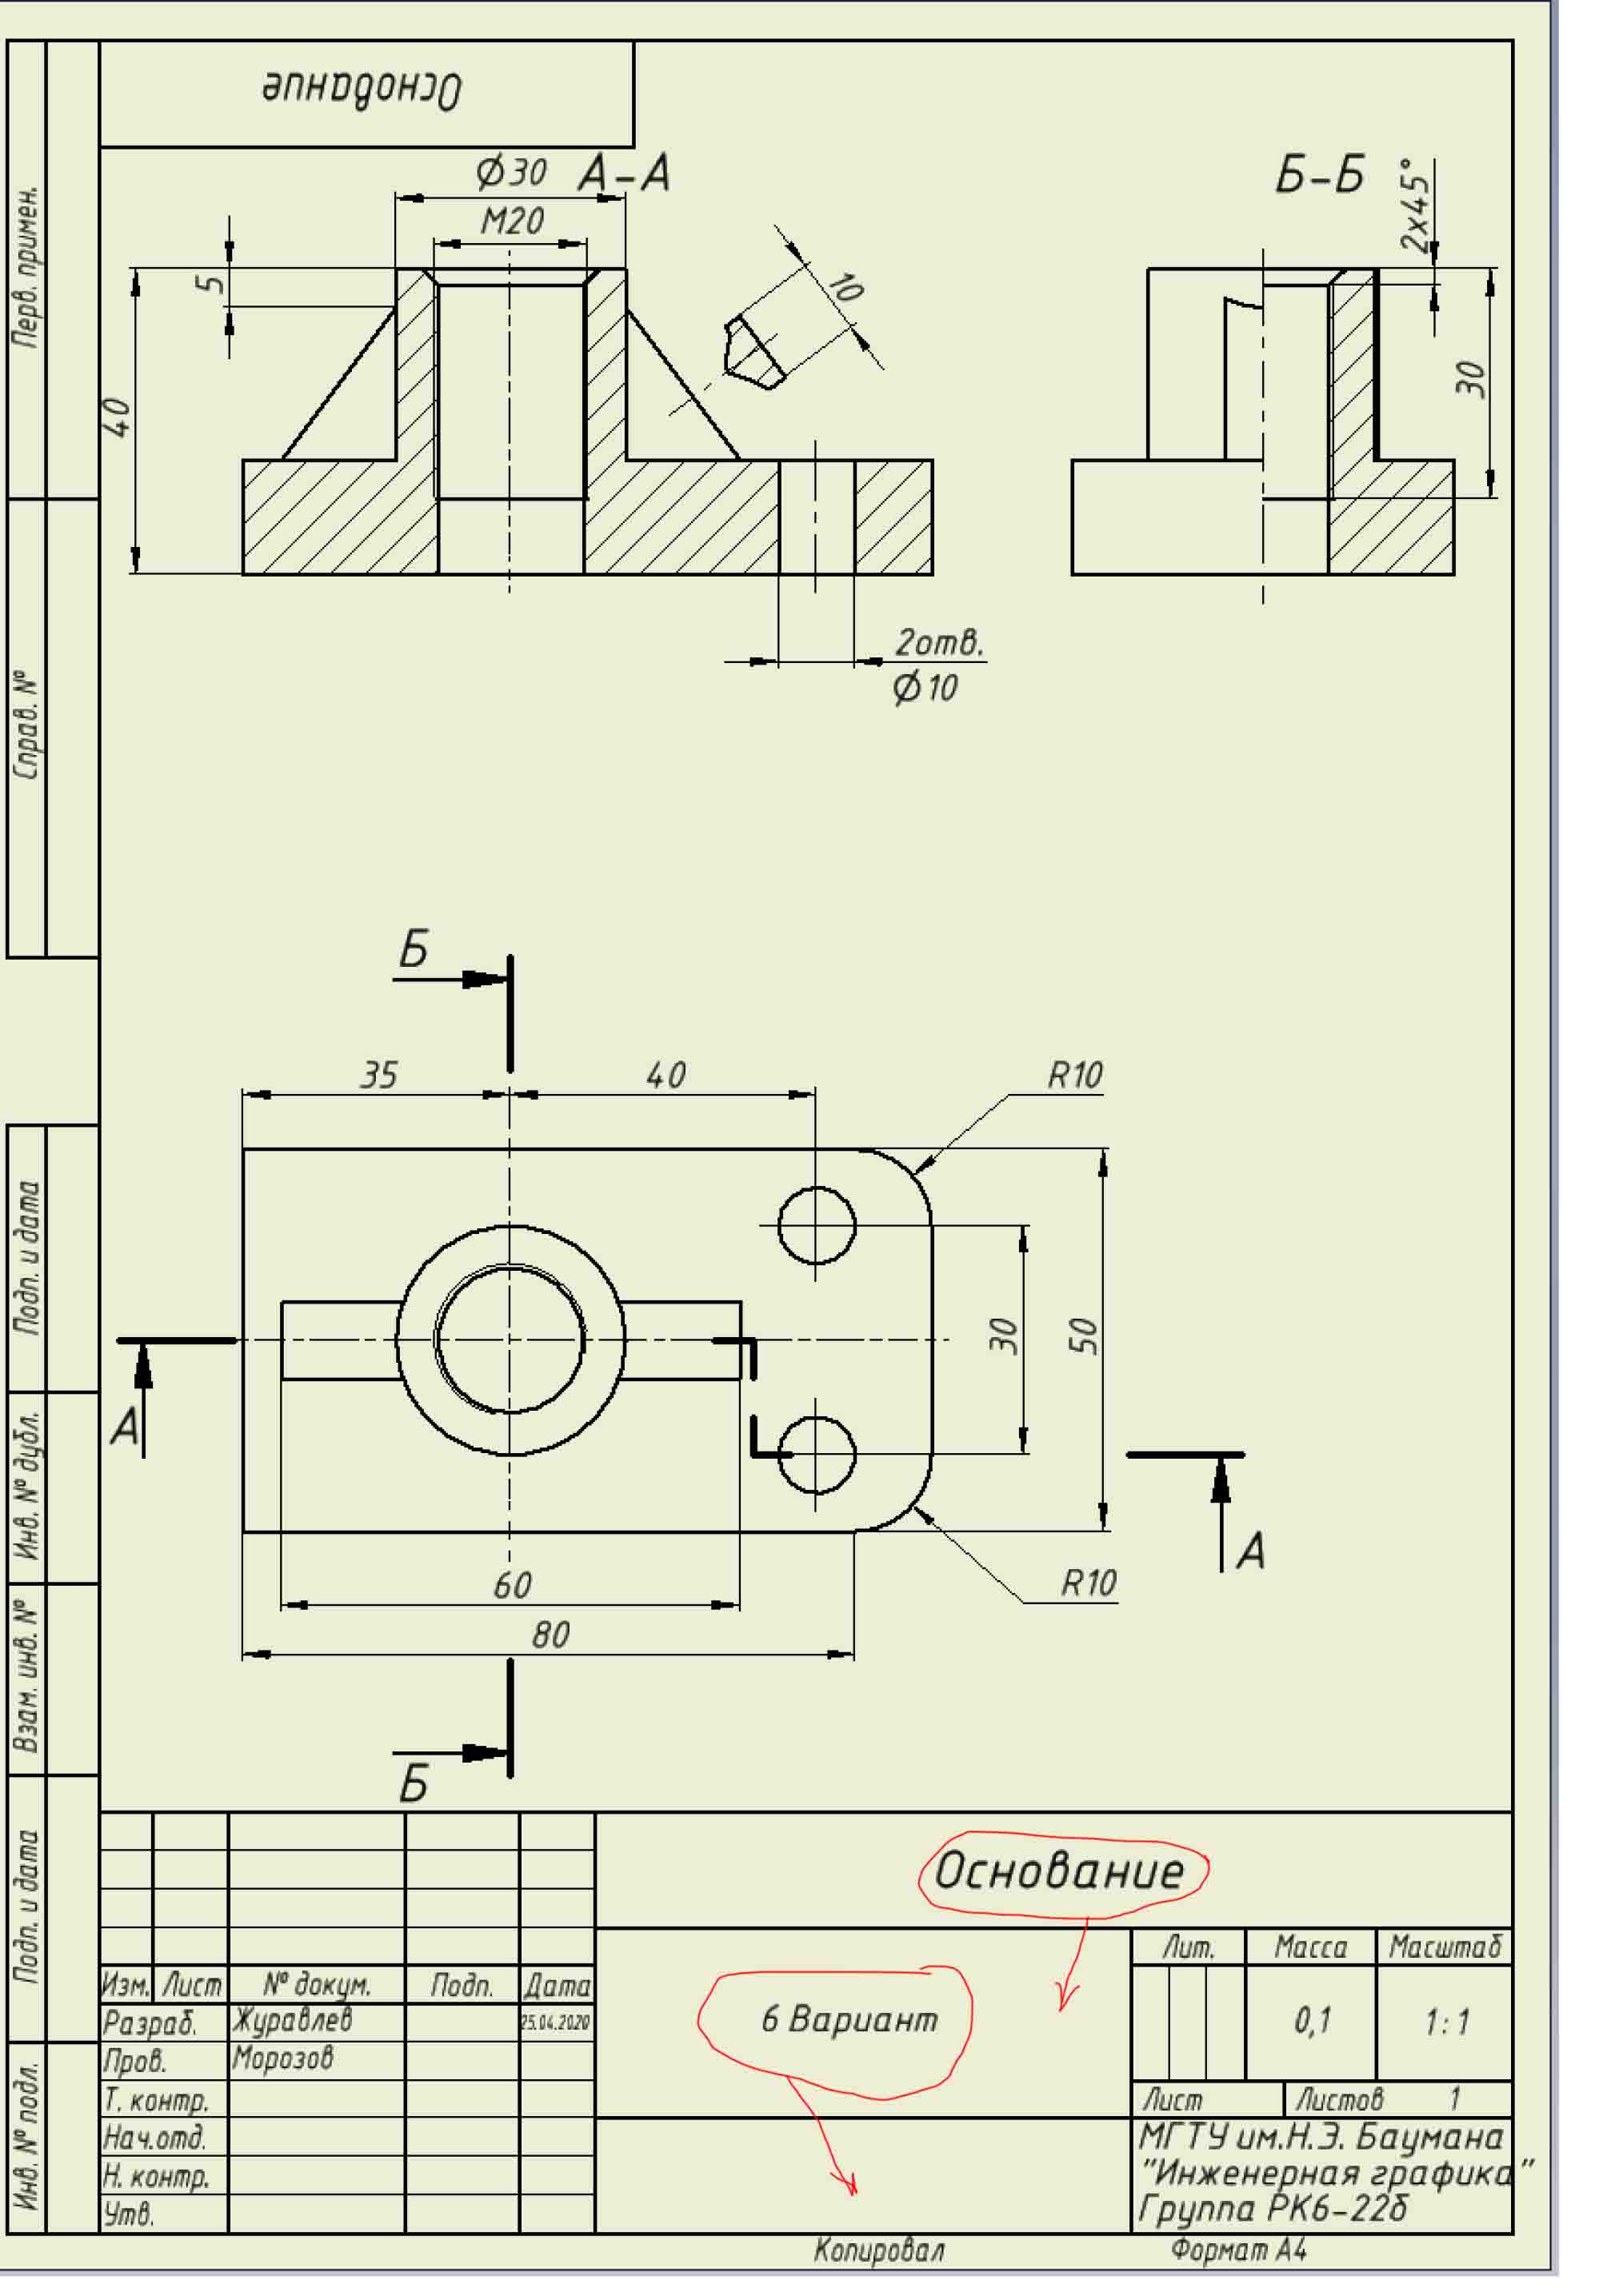 Основание
Перв. примен.
Справ. №
Подп. и дата
Инв. № дубл.
Взам. инв. №
Подп. и дата
Инв. № подл.
⌀30 А-А
М20
5
40
10
2отв.
⌀10
Б-Б
2x45°
30
Б
35
40
R10
30
50
А
А
60
80
R10
Б
Основание
Изм. Лист № докум. Подп. Дата
Разраб. Журавлев 25.04.2020
Пров. Морозов
Т. контр.
Нач.отд.
Н. контр.
Утв.
6 Вариант
Лит. Масса Масштаб
0,1 1:1
Лист Листов 1
МГТУ им.Н.Э. Баумана
"Инженерная графика"
Группа РК6-22б
Копировал Формат А4